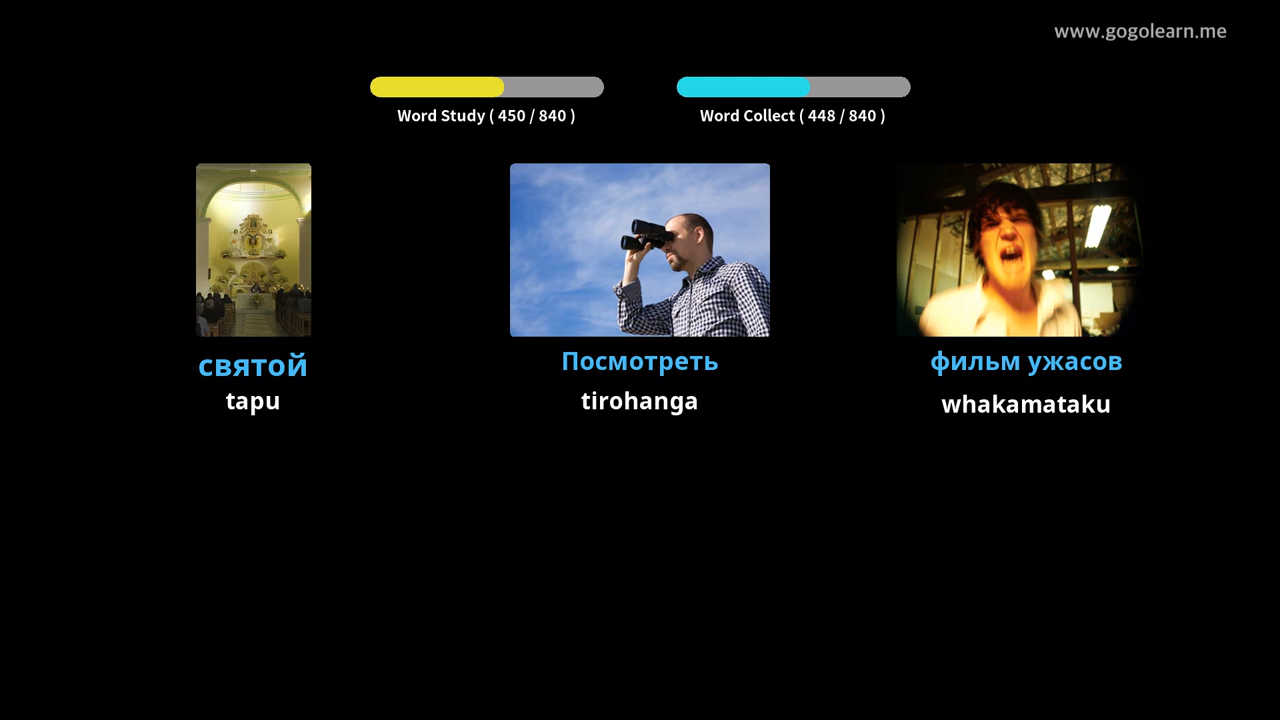 www.gogolearn.me
Word Study ( 450 / 840 )
Word Collect ( 448 / 840 )
святой
Посмотреть
фильм ужасов
tapu
tirohanga
whakamataku